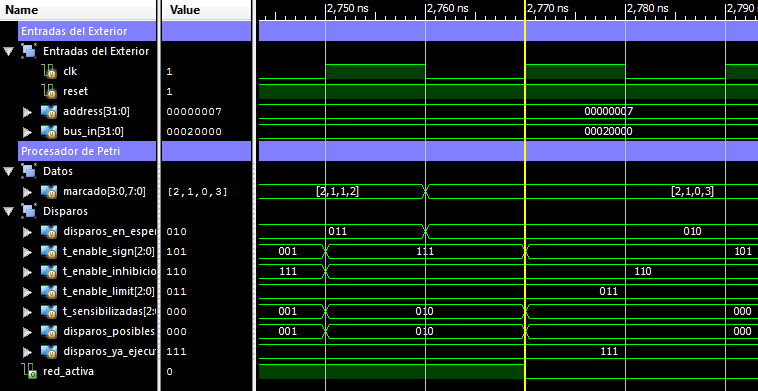 Name Value 2,750 ns 2,760 ns 2,770 ns 2,780 ns 2,790 ns
Entradas del Exterior
Entradas del Exterior
clk 1
reset 1
address[31:0] 00000007 00000007
bus_in[31:0] 00020000 00020000
Procesador de Petri
Datos
marcado[3:0,7:0] [2,1,0,3] [2,1,1,2] [2,1,0,3]
Disparos
disparos_en_esper 010 011 010
t_enable_sign[2:0] 101 001 111 101
t_enable_inhibicio 110 111 110
t_enable_limit[2:0] 011 011
t_sensibilizadas[2:0 000 001 010 000
disparos_posibles 000 001 010 000
disparos_ya_ejecut 111 111
red_activa 0